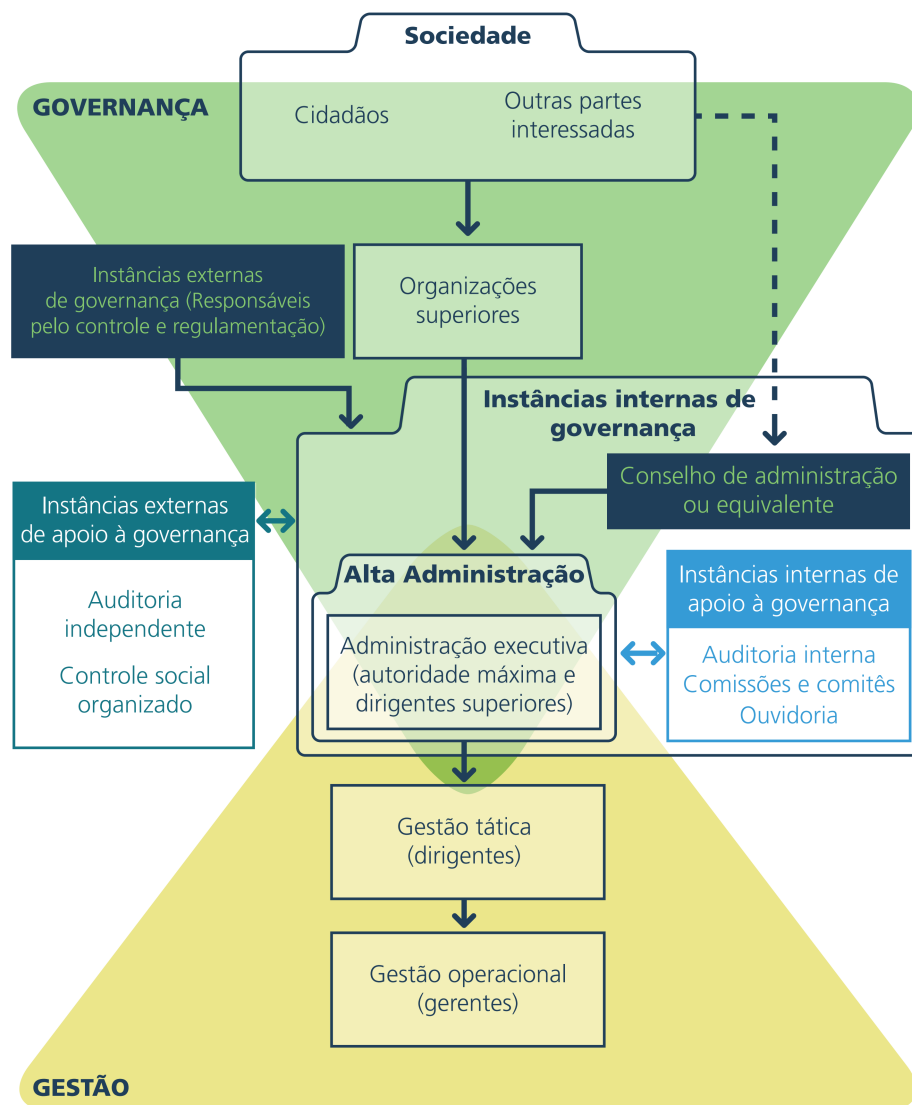 Sociedade
GOVERNANÇA
Cidadãos
Outras partes
interessadas
Instâncias externas
de governança (Responsáveis
pelo controle e regulamentação)
Organizações
superiores
Instâncias internas de
governança
Conselho de administração
ou equivalente
Instâncias externas
de apoio à governança
Auditoria
independente
Controle social
organizado
Alta Administração
Administração executiva
(autoridade máxima e
dirigentes superiores)
Instâncias internas de
apoio à governança
Auditoria interna
Comissões e comitês
Ouvidoria
Gestão tática
(dirigentes)
Gestão operacional
(gerentes)
GESTÃO